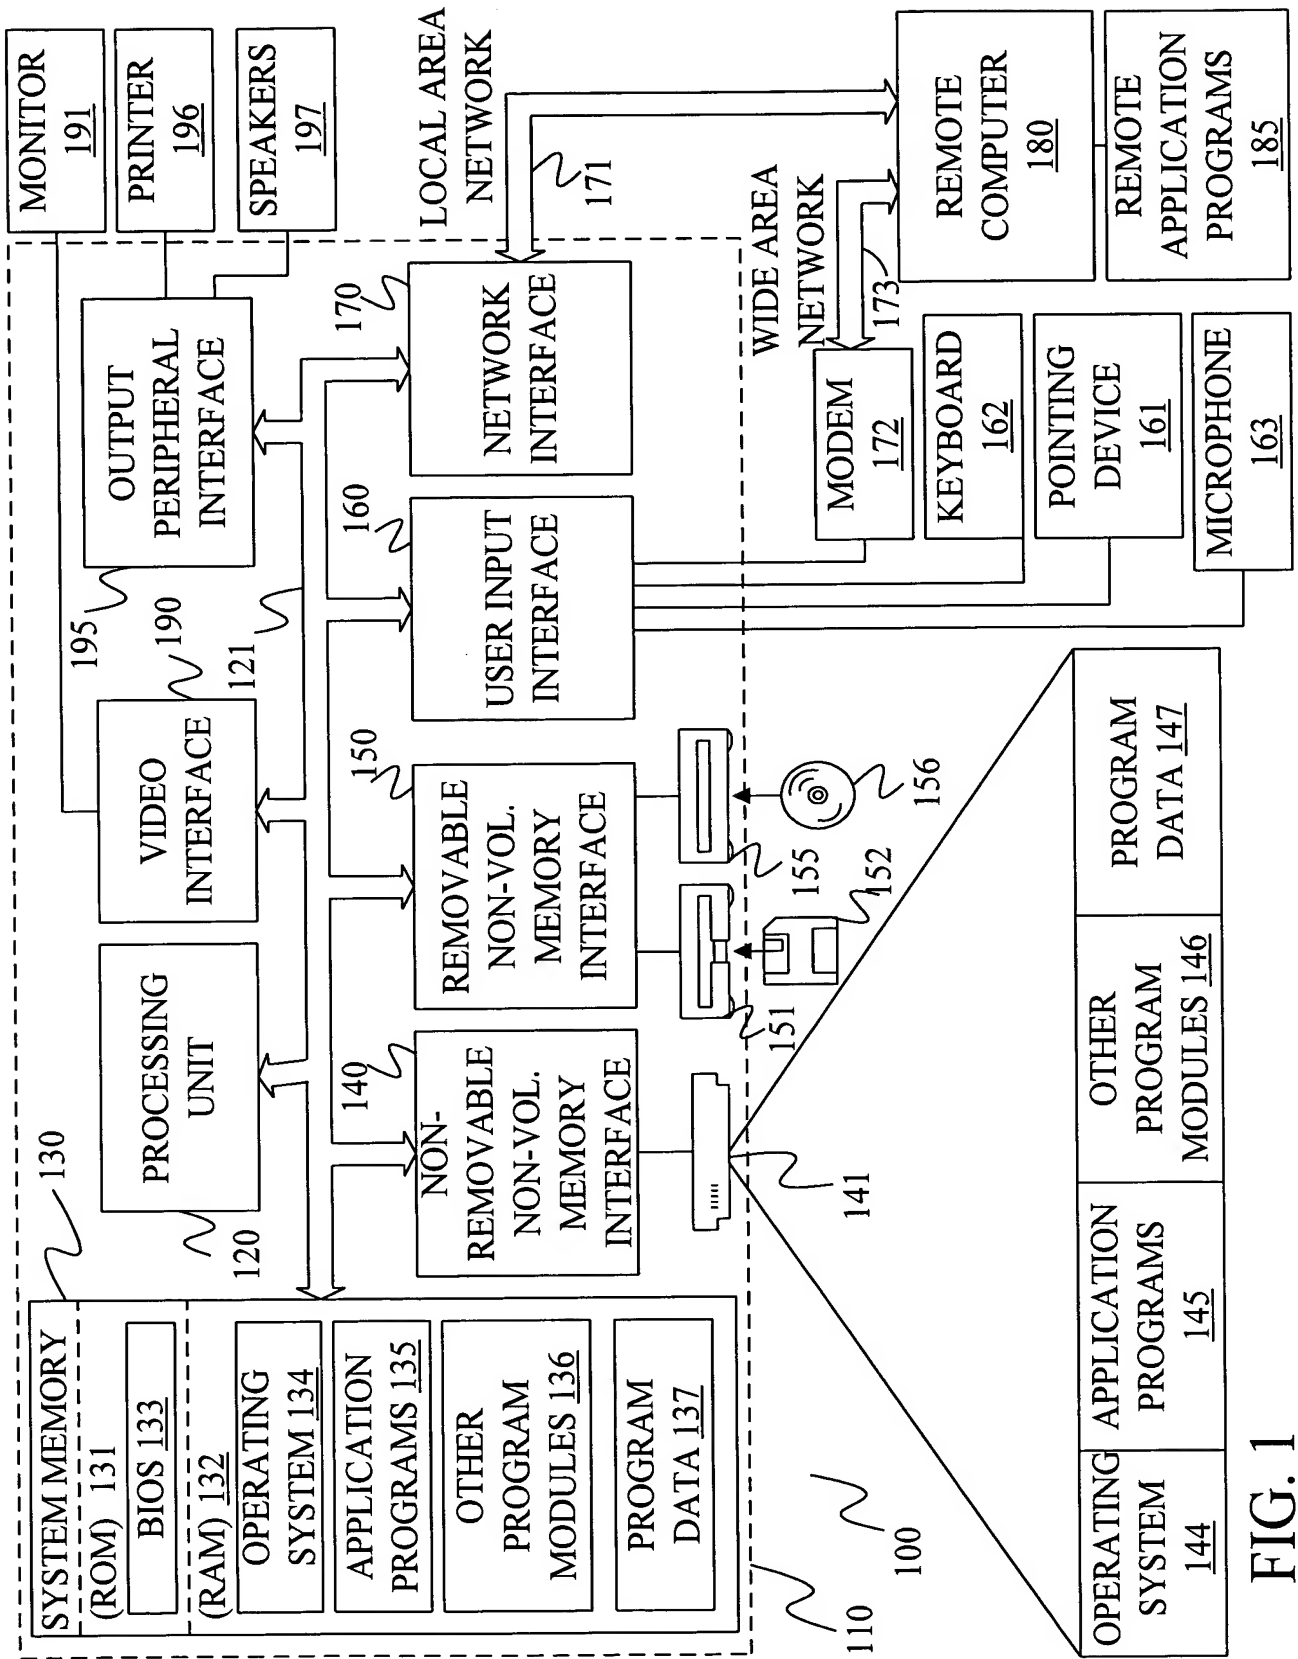 SYSTEM MEMORY
130
(ROM) 131
BIOS 133
(RAM) 132
OPERATING
SYSTEM 134
APPLICATION
PROGRAMS 135
OTHER
PROGRAM
MODULES 136
PROGRAM
DATA 137
PROCESSING
UNIT
120
VIDEO
INTERFACE
190
121
OUTPUT
PERIPHERAL
INTERFACE
195
MONITOR
191
PRINTER
196
SPEAKERS
197
NON-
REMOVABLE
NON-VOL.
MEMORY
INTERFACE
140
REMOVABLE
NON-VOL.
MEMORY
INTERFACE
150
USER INPUT
INTERFACE
160
NETWORK
INTERFACE
170
LOCAL AREA
NETWORK
171
141
151
152
155
156
WIDE AREA
NETWORK
173
MODEM
172
KEYBOARD
162
POINTING
DEVICE
161
MICROPHONE
163
REMOTE
COMPUTER
180
REMOTE
APPLICATION
PROGRAMS
185
110
100
OPERATING
SYSTEM
144
APPLICATION
PROGRAMS
145
OTHER
PROGRAM
MODULES 146
PROGRAM
DATA 147
FIG. 1